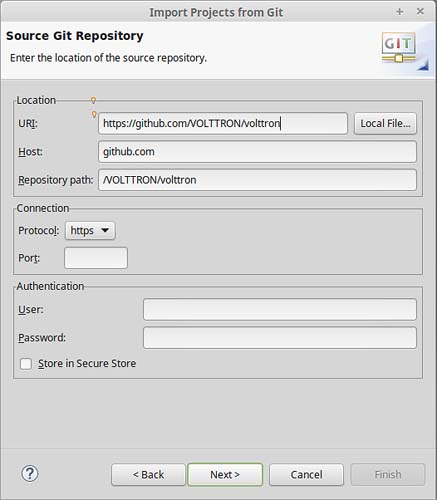 Import Projects from Git
Source Git Repository
Enter the location of the source repository.
GIT
Location
URI: https://github.com/VOLTTRON/volttron Local File...
Host: github.com
Repository path: /VOLTTRON/volttron
Connection
Protocol: https
Port:
Authentication
User:
Password:
Store in Secure Store
? < Back Next > Cancel Finish